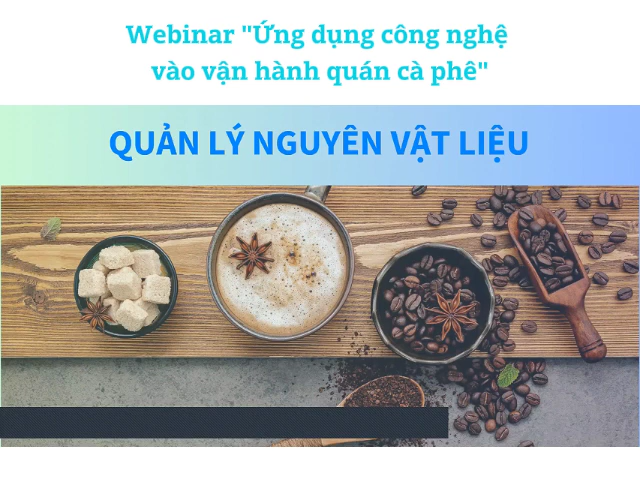 Webinar "Ứng dụng công nghệ
vào vận hành quán cà phê"
QUẢN LÝ NGUYÊN VẬT LIỆU